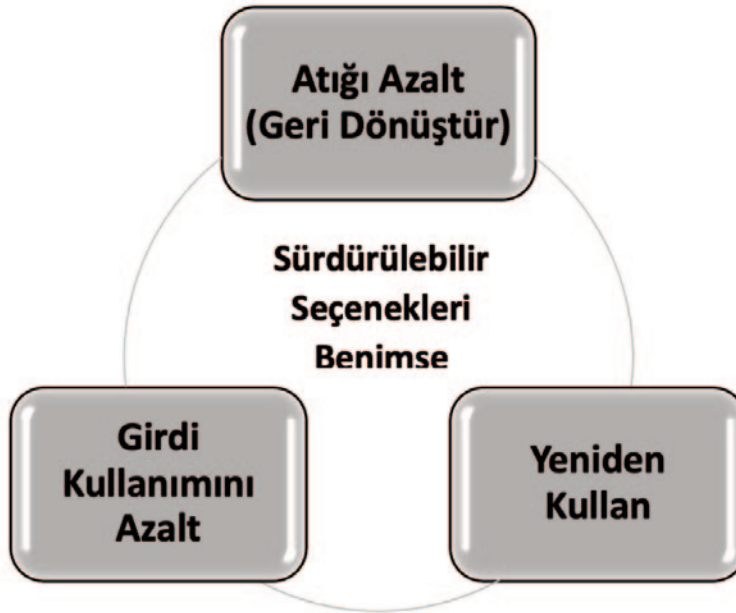 Atığı Azalt
(Geri Dönüştür)
Sürdürülebilir
Seçenekleri
Benimse
Girdi
Kullanımını
Azalt
Yeniden
Kullan